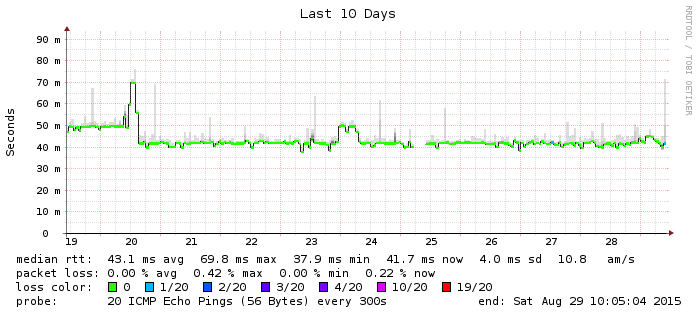 Last 10 Days
RRDTOOL / TOBI OETIKER
Seconds
90 m
80 m
70 m
60 m
50 m
40 m
30 m
20 m
10 m
0
19 20 21 22 23 24 25 26 27 28
median rtt: 43.1 ms avg 69.8 ms max 37.9 ms min 41.7 ms now 4.0 ms sd 10.8 am/s
packet loss: 0.00 % avg 0.42 % max 0.00 % min 0.22 % now
loss color: 0 1/20 2/20 3/20 4/20 10/20 19/20
probe: 20 ICMP Echo Pings (56 Bytes) every 300s end: Sat Aug 29 10:05:04 2015